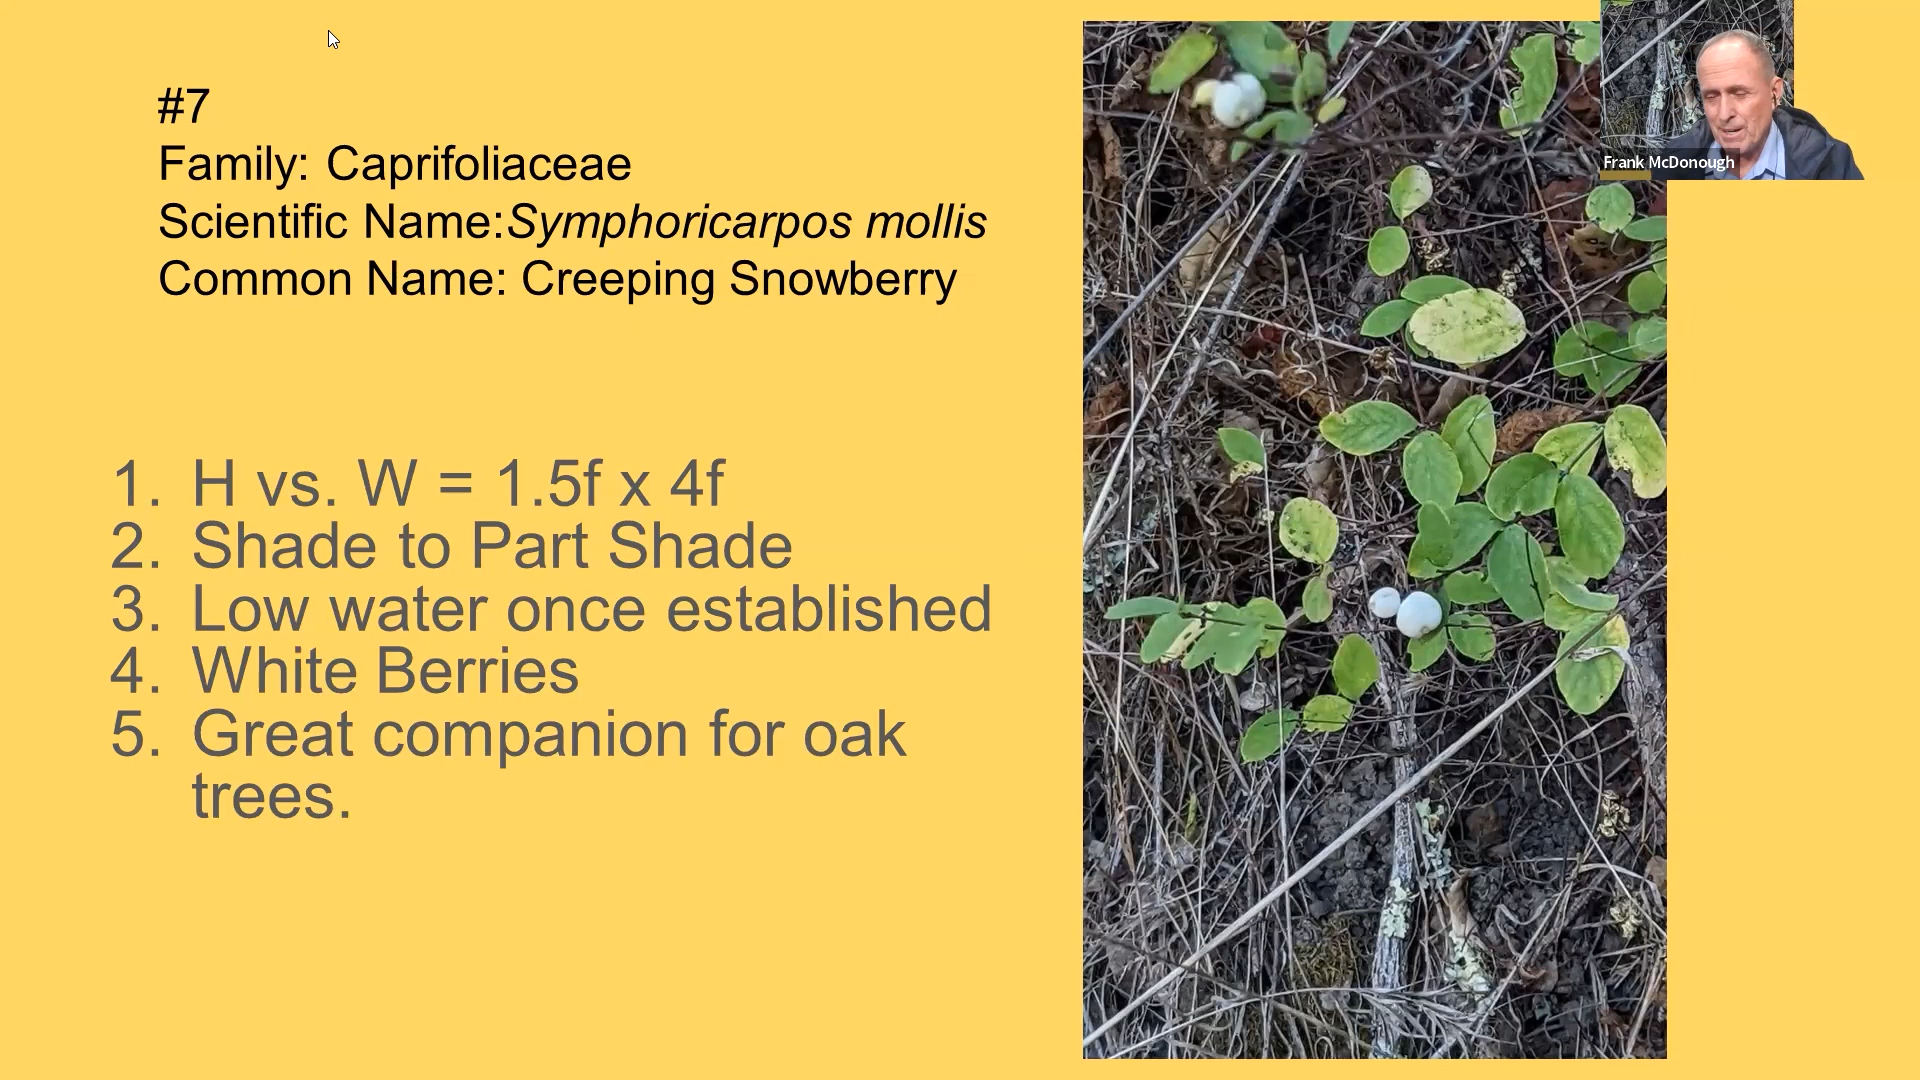 #7
Family: Caprifoliaceae
Scientific Name:Symphoricarpos mollis
Common Name: Creeping Snowberry
1. H vs. W = 1.5f x 4f
2. Shade to Part Shade
3. Low water once established
4. White Berries
5. Great companion for oak
trees.
Frank McDonough